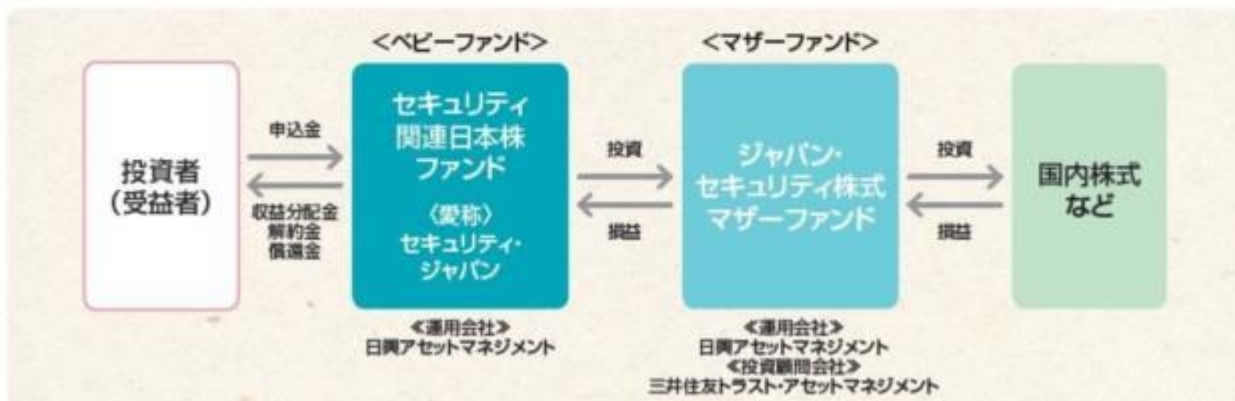 <ベビーファンド>
<マザーファンド>
投資者
(受益者)
申込金
収益分配金
解約金
償還金
セキュリティ
関連日本株
ファンド
〈愛称〉
セキュリティ・
ジャパン
投資
損益
ジャパン・
セキュリティ株式
マザーファンド
投資
損益
国内株式
など
≪運用会社≫
日興アセットマネジメント
≪運用会社≫
日興アセットマネジメント
≪投資顧問会社≫
三井住友トラスト・アセットマネジメント